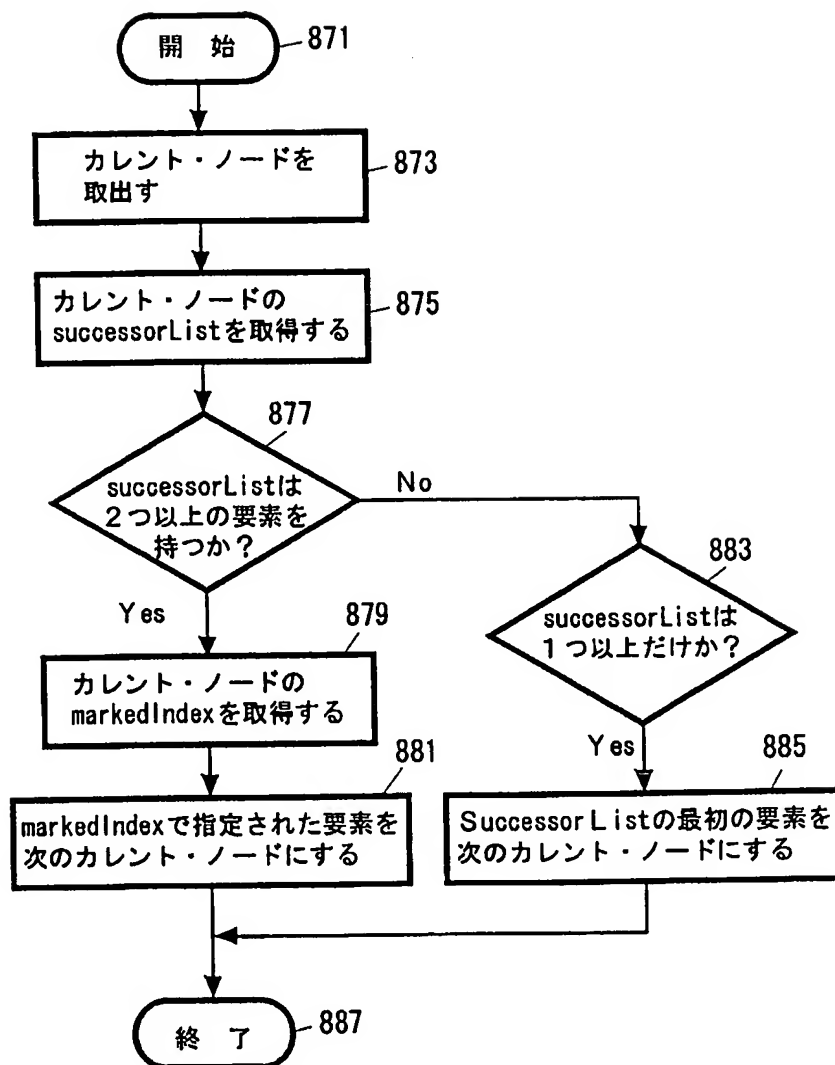 開 始
871
カレント・ノードを
取出す
873
カレント・ノードの
successorListを取得する
875
877
successorListは
2つ以上の要素を
持つか?
No
Yes
883
successorListは
1つ以上だけか?
879
カレント・ノードの
markedIndexを取得する
Yes
881
markedIndexで指定された要素を
次のカレント・ノードにする
885
SuccessorListの最初の要素を
次のカレント・ノードにする
終 了
887